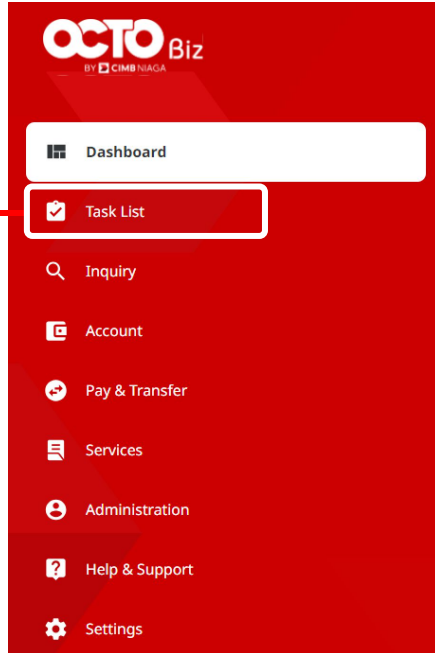 OCTO Biz
BY CIMB NIAGA
Dashboard
Task List
Inquiry
Account
Pay & Transfer
Services
Administration
Help & Support
Settings